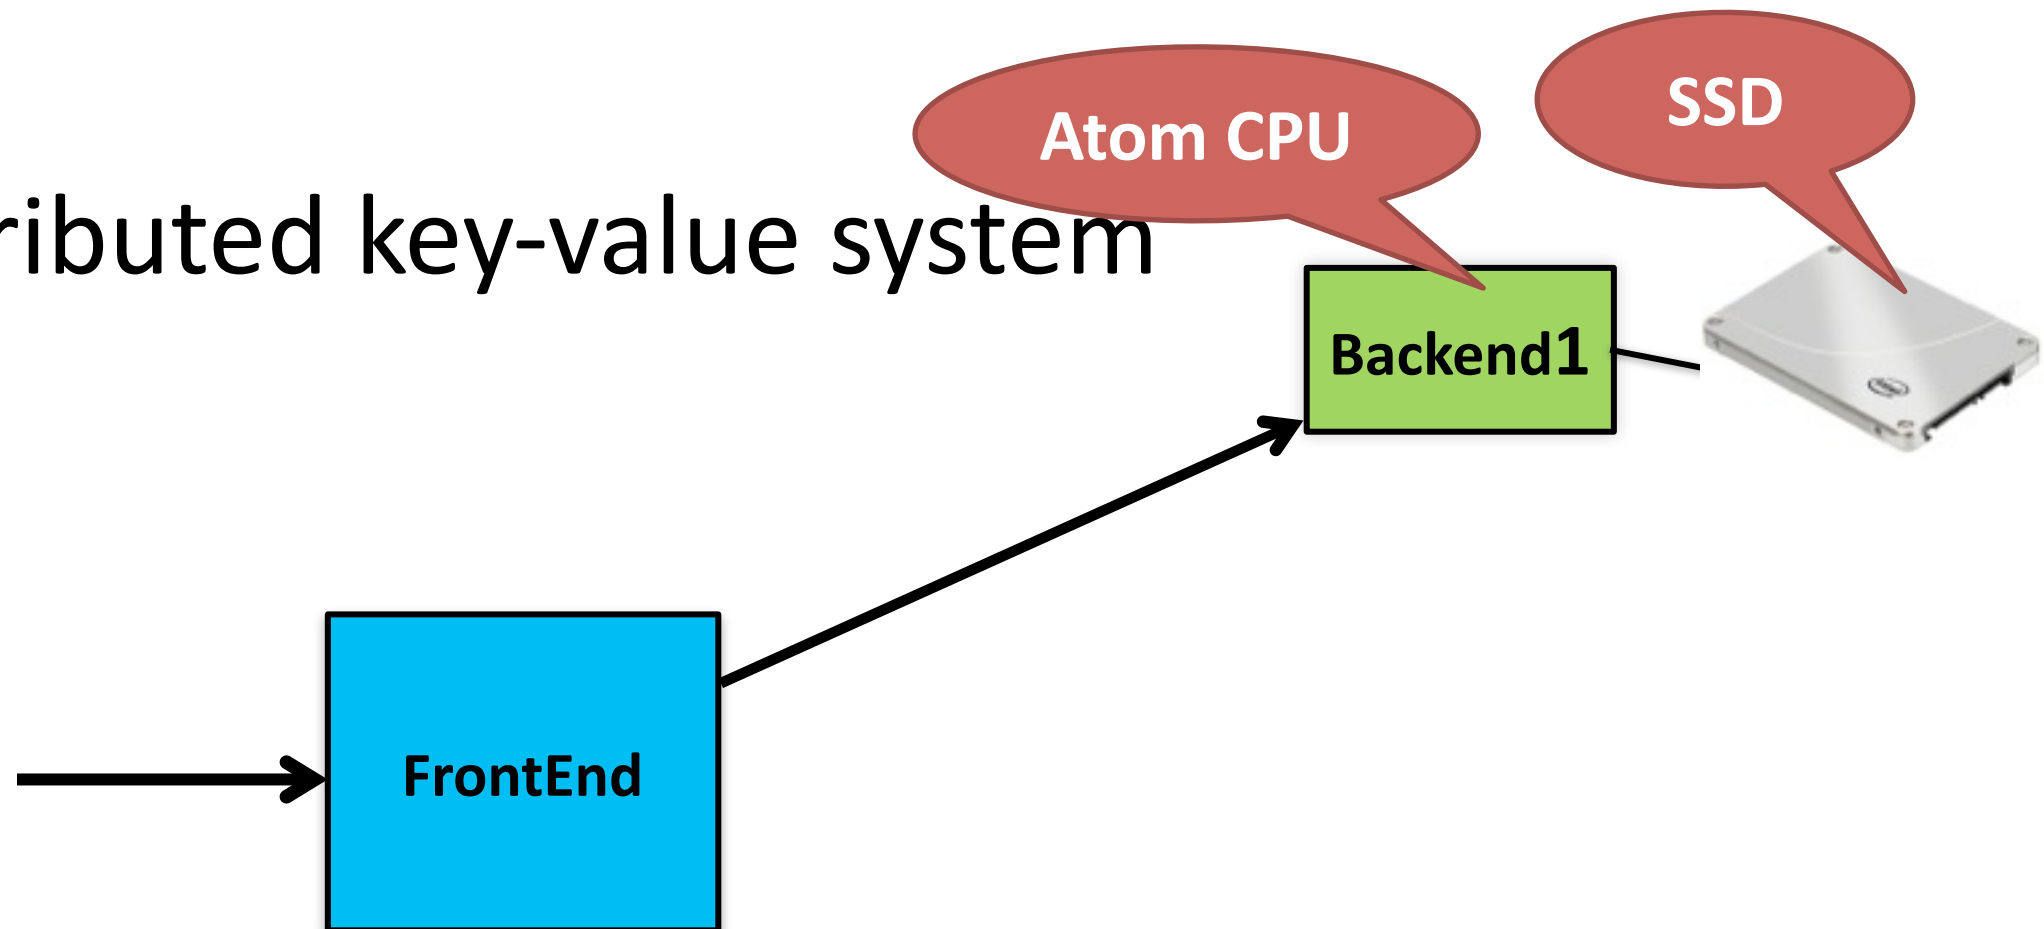 SSD
Atom CPU
ributed key-value system
Backend1
FrontEnd